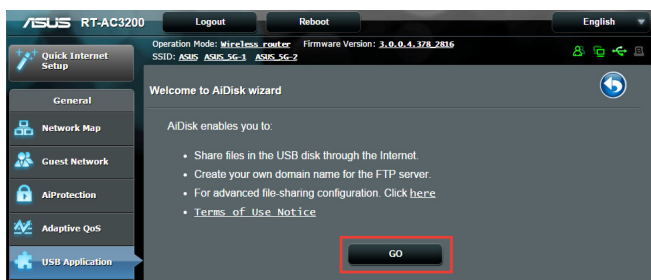 ASUS RT-AC3200 Logout Reboot English
Quick Internet
Setup
Operation Mode: Wireless router Firmware Version: 3.0.0.4.378_2816
SSID: ASUS ASUS_5G-1 ASUS_5G-2
General
Network Map
Guest Network
AiProtection
Adaptive QoS
USB Application
Welcome to AiDisk wizard
AiDisk enables you to:
• Share files in the USB disk through the Internet.
• Create your own domain name for the FTP server.
• For advanced file-sharing configuration. Click here
• Terms of Use Notice
GO